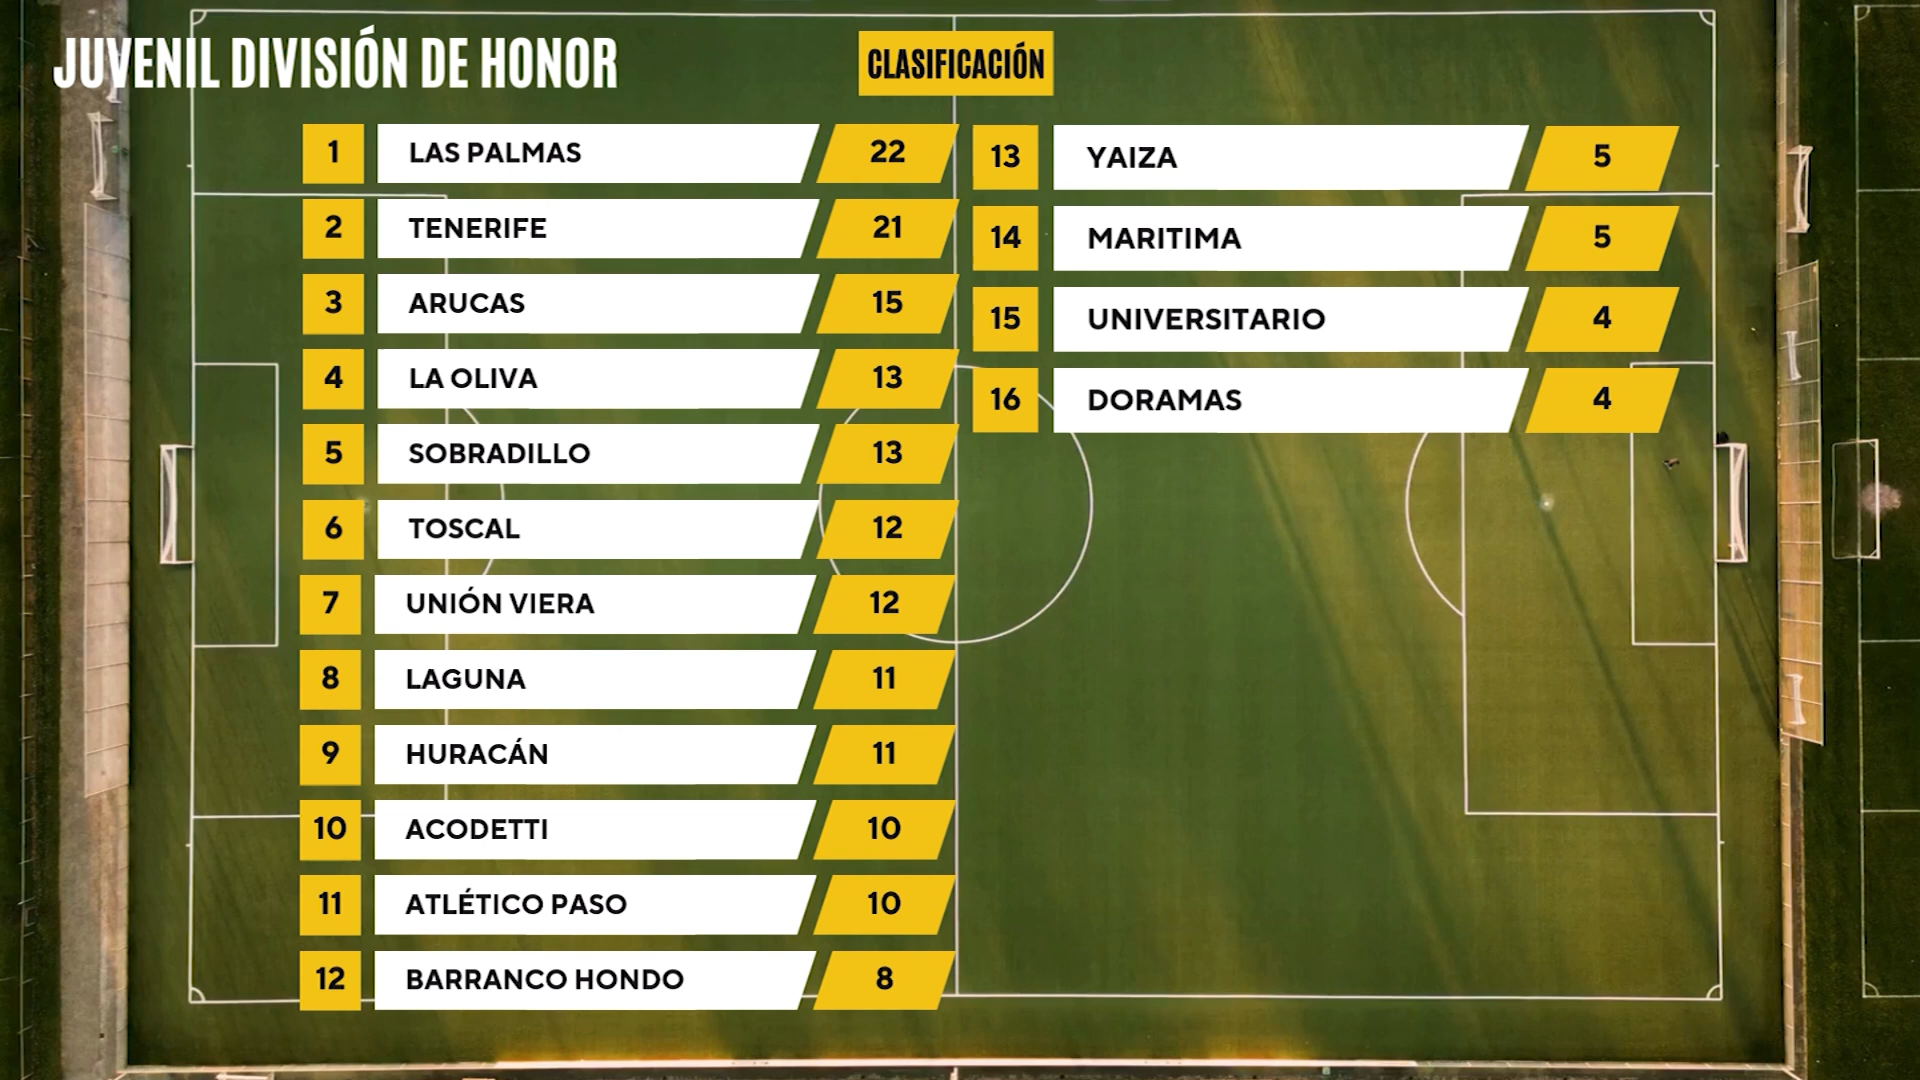 JUVENIL DIVISIÓN DE HONOR
CLASIFICACIÓN
1 LAS PALMAS 22
2 TENERIFE 21
3 ARUCAS 15
4 LA OLIVA 13
5 SOBRADILLO 13
6 TOSCAL 12
7 UNIÓN VIERA 12
8 LAGUNA 11
9 HURACÁN 11
10 ACODETTI 10
11 ATLÉTICO PASO 10
12 BARRANCO HONDO 8
13 YAIZA 5
14 MARITIMA 5
15 UNIVERSITARIO 4
16 DORAMAS 4